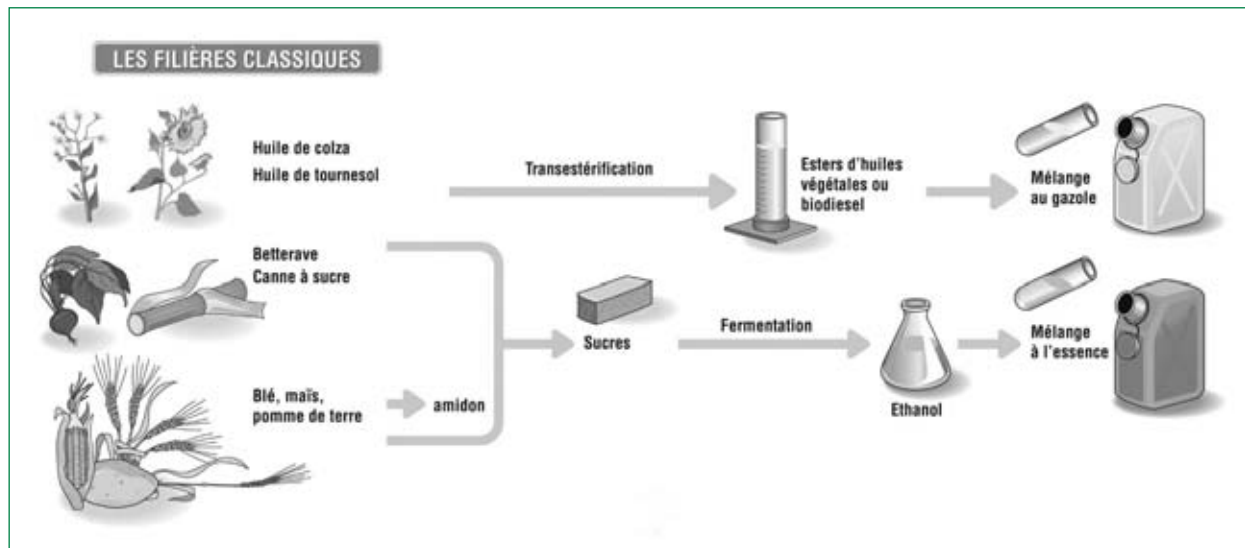 LES FILIÈRES CLASSIQUES
Huile de colza
Huile de tournesol
Transestérification
Esters d'huiles
végétales ou
biodiesel
Mélange
au gazole
Betterave
Canne à sucre
Sucres
Fermentation
Ethanol
Mélange
à l'essence
Blé, maïs,
pomme de terre
amidon